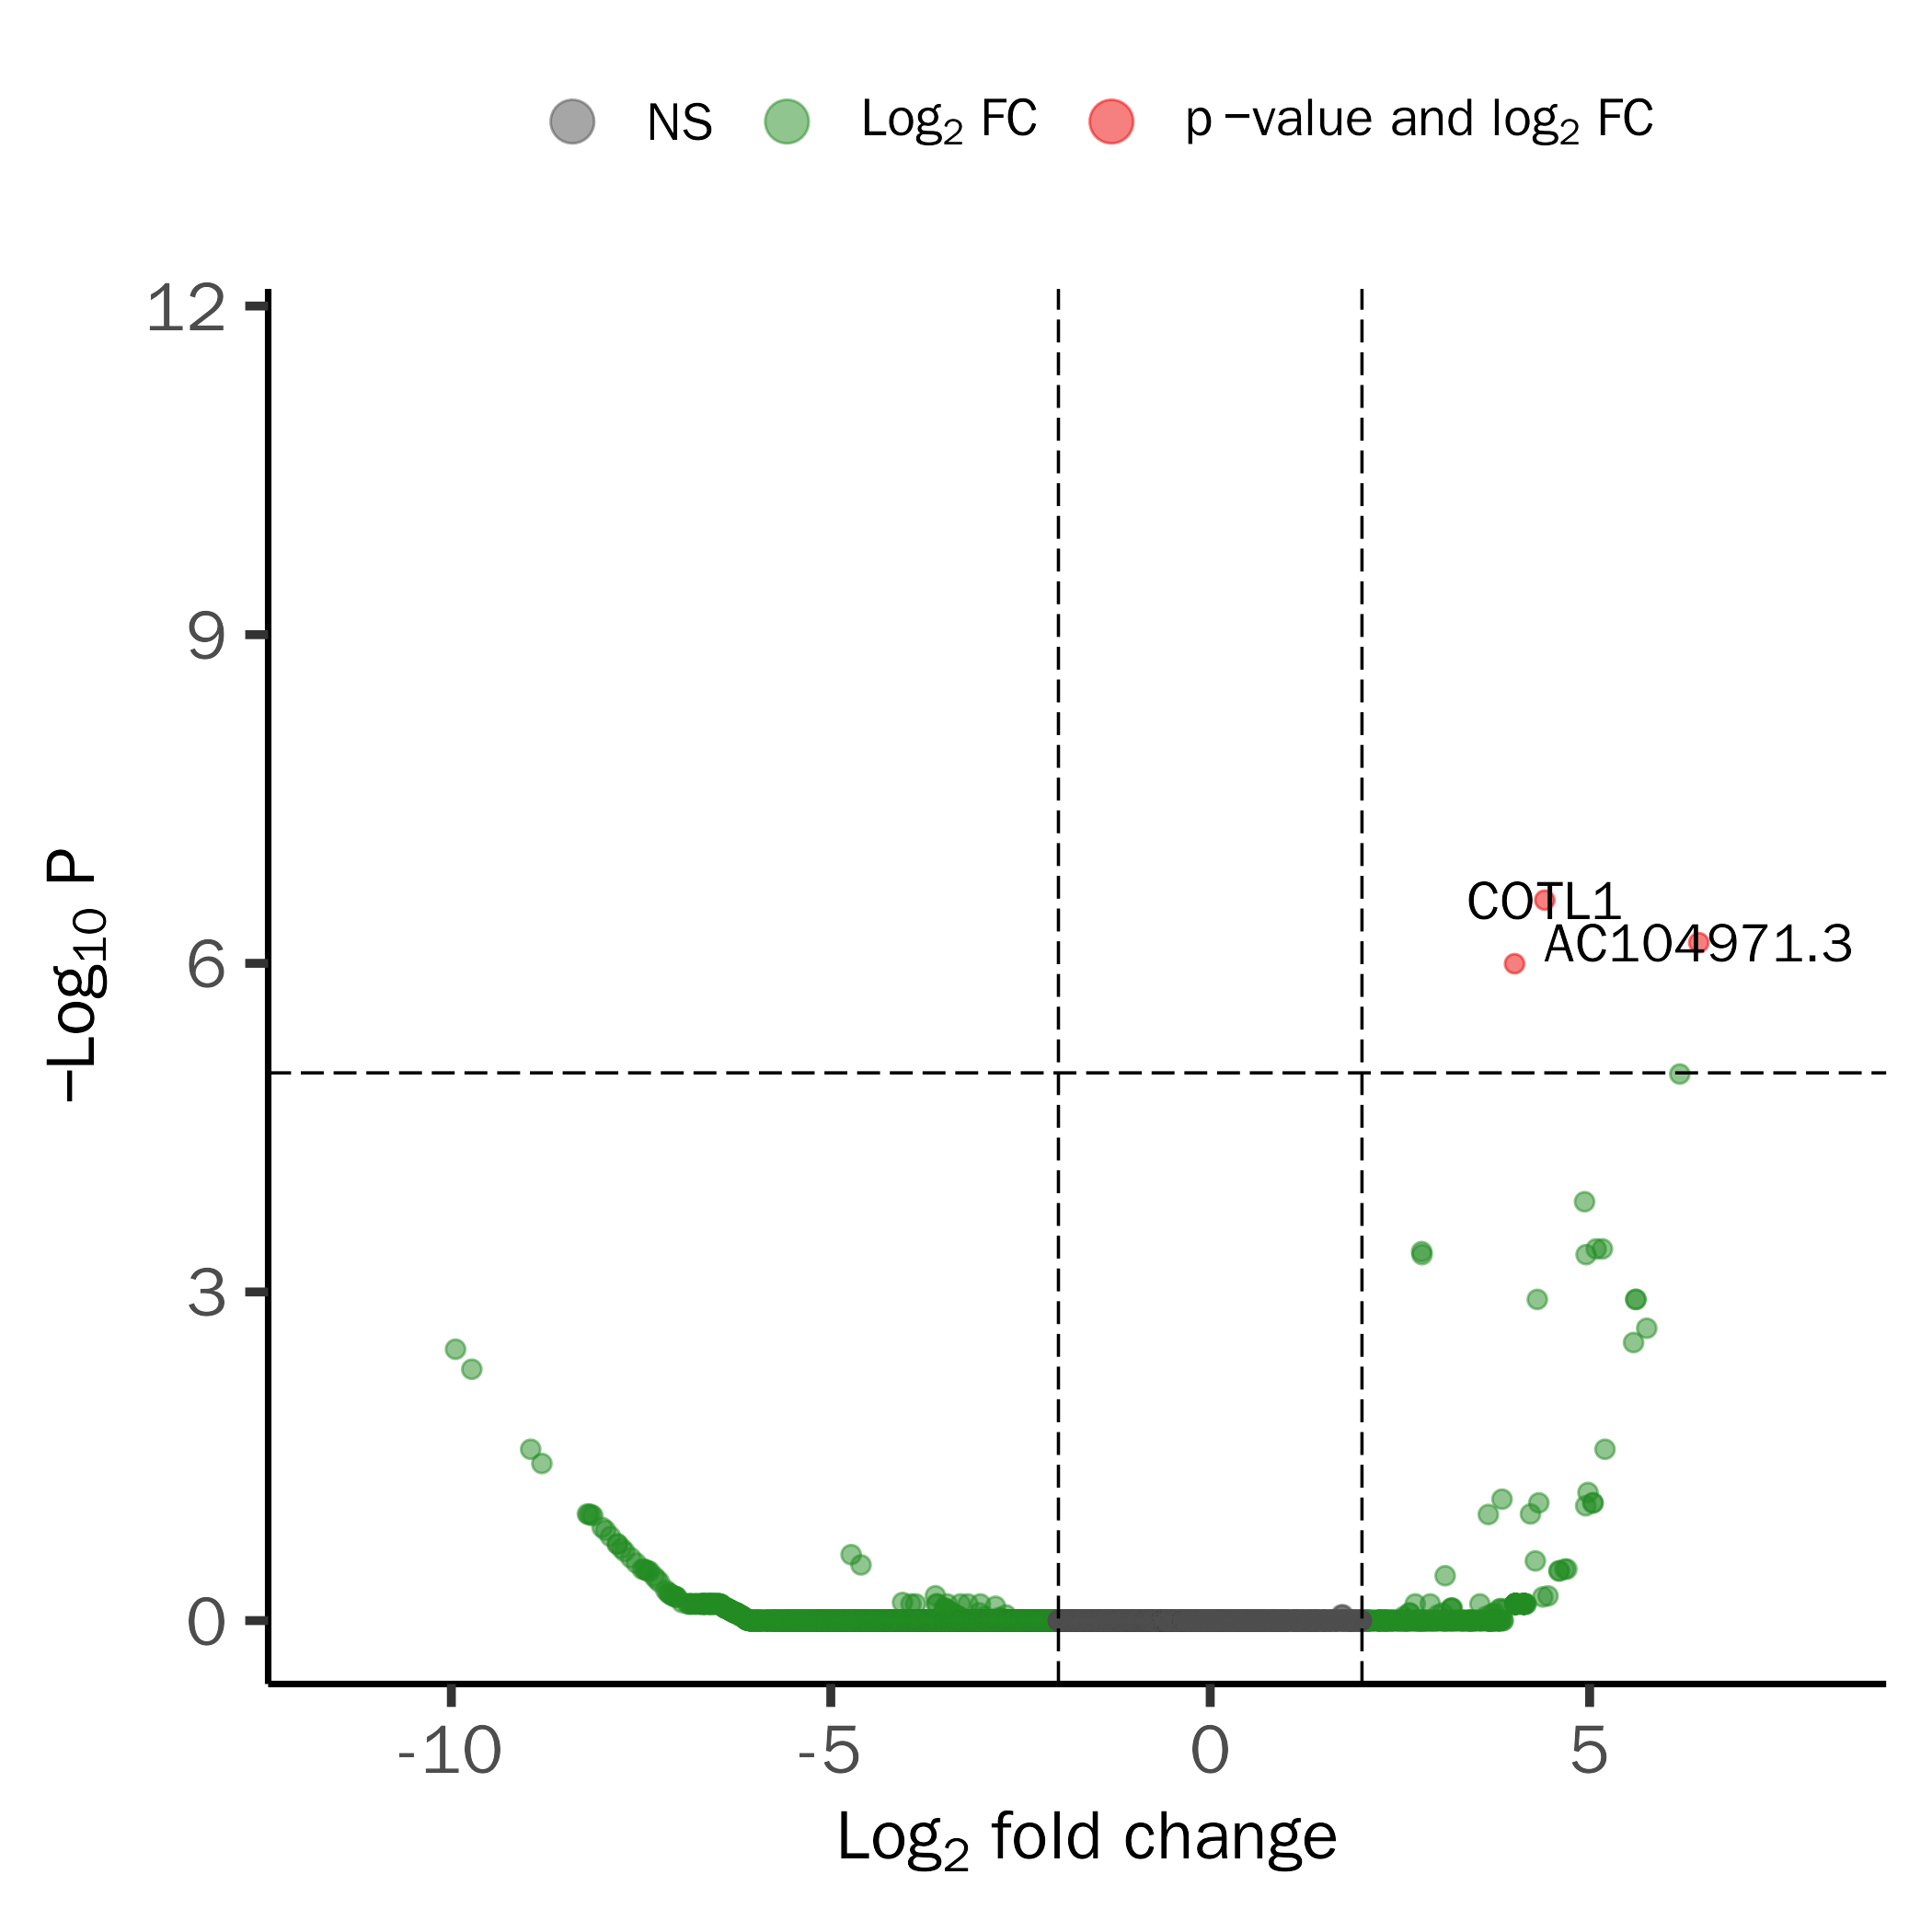 NS Log₂ FC p −value and log₂ FC
12
9
6
3
0
−Log₁₀ P
COTL1
AC104971.3
-10 -5 0 5
Log₂ fold change